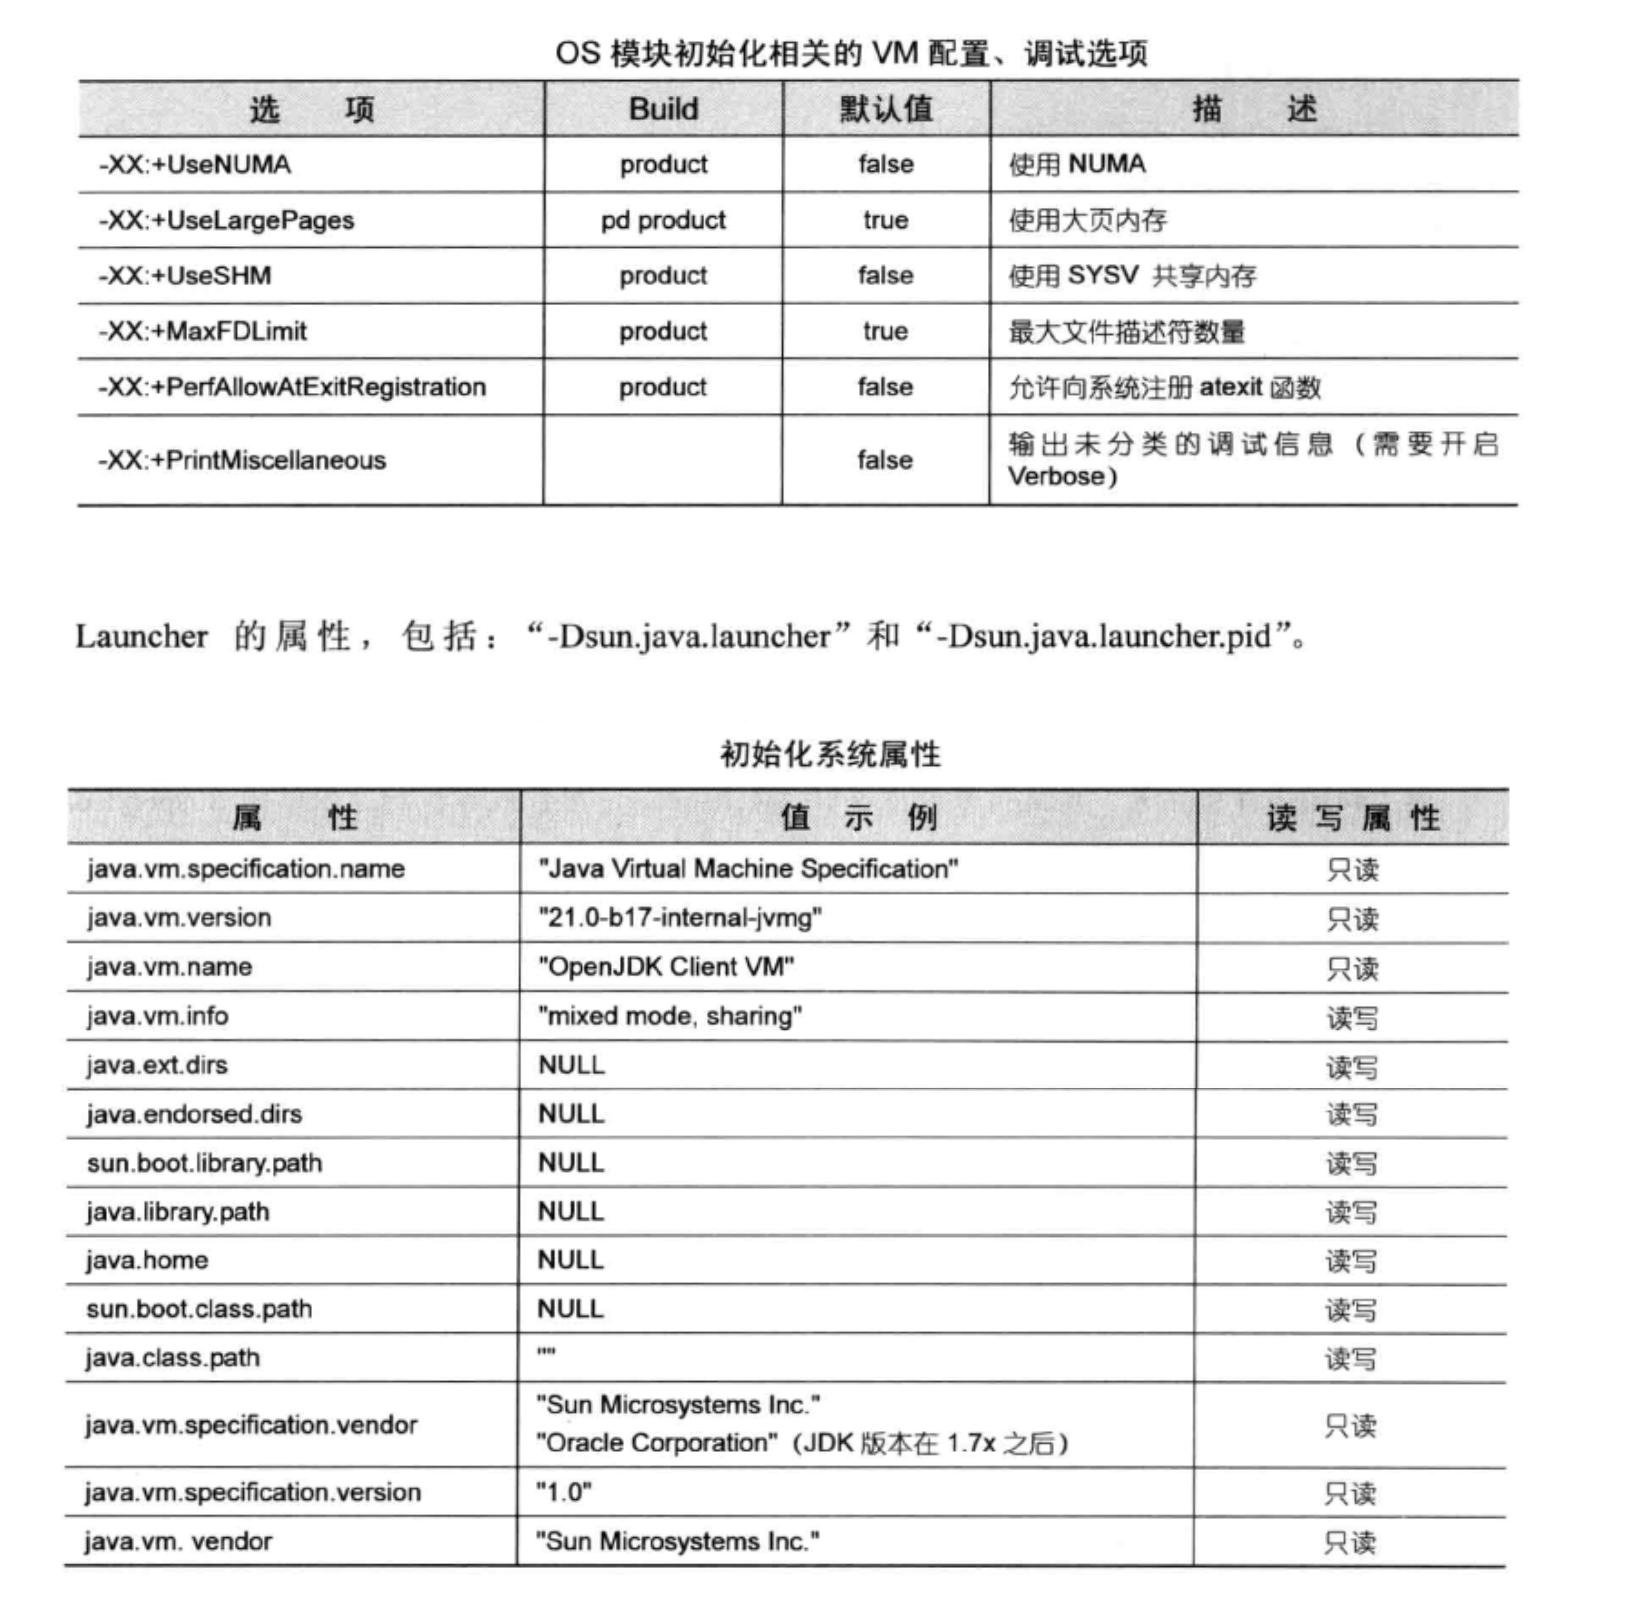 OS 模块初始化相关的 VM 配置、调试选项
选 项 Build 默认值 描 述
-XX:+UseNUMA product false 使用 NUMA
-XX:+UseLargePages pd product true 使用大页内存
-XX:+UseSHM product false 使用 SYSV 共享内存
-XX:+MaxFDLimit product true 最大文件描述符数量
-XX:+PerfAllowAtExitRegistration product false 允许向系统注册 atexit 函数
-XX:+PrintMiscellaneous false 输出未分类的调试信息（需要开启
Verbose）
Launcher 的属性，包括：“-Dsun.java.launcher”和“-Dsun.java.launcher.pid”。
初始化系统属性
属 性 值 示 例 读 写 属 性
java.vm.specification.name "Java Virtual Machine Specification" 只读
java.vm.version "21.0-b17-internal-jvmg" 只读
java.vm.name "OpenJDK Client VM" 只读
java.vm.info "mixed mode, sharing" 读写
java.ext.dirs NULL 读写
java.endorsed.dirs NULL 读写
sun.boot.library.path NULL 读写
java.library.path NULL 读写
java.home NULL 读写
sun.boot.class.path NULL 读写
java.class.path "" 读写
java.vm.specification.vendor "Sun Microsystems Inc." 只读
"Oracle Corporation"（JDK 版本在 1.7x 之后）
java.vm.specification.version "1.0" 只读
java.vm. vendor "Sun Microsystems Inc." 只读